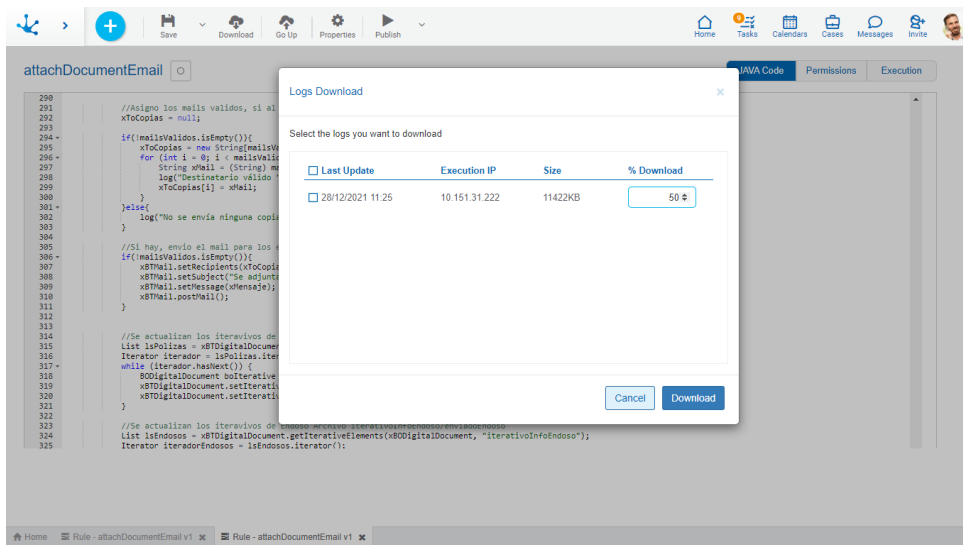 Save
Download
Go Up
Properties
Publish
Home
9
Tasks
Calendars
Cases
Messages
Invite
attachDocumentEmail
JAVA Code
Permissions
Execution
Logs Download
Select the logs you want to download
Last Update Execution IP Size % Download
28/12/2021 11:25 10.151.31.222 11422KB 50
Cancel
Download
290
291 //Asigno los mails validos, si al
292 xToCopias = null;
293
294 if(!mailsValidos.isEmpty()){
295 xToCopias = new String[mailsVa
296 for (int i = 0; i < mailsValid
297 String xMail = (String) ma
298 log("Destinatario válido "
299 xToCopias[i] = xMail;
300 }
301 }else{
302 log("No se envía ninguna copia
303 }
304
305 //Si hay, envio el mail para los e
306 if(!mailsValidos.isEmpty()){
307 xBTMail.setRecipients(xToCopia
308 xBTMail.setSubject("Se adjunta
309 xBTMail.setMessage(xMensaje);
310 xBTMail.postMail();
311 }
312
313
314 //Se actualizan los iteravivos de
315 List lsPolizas = xBTDigitalDocumen
316 Iterator iterador = lsPolizas.iter
317 while (iterador.hasNext()) {
318 BODigitalDocument boIterative
319 xBTDigitalDocument.setIterativ
320 xBTDigitalDocument.setIterativ
321 }
322
323 //Se actualizan los iteravivos de Endoso Archivo iterativoInfoEndoso/enviadoEndoso
324 List lsEndosos = xBTDigitalDocument.getIterativeElements(xBODigitalDocument, "iterativoInfoEndoso");
325 Iterator iteradorEndosos = lsEndosos.iterator();
Home
Rule - attachDocumentEmail v1
Rule - attachDocumentEmail v1